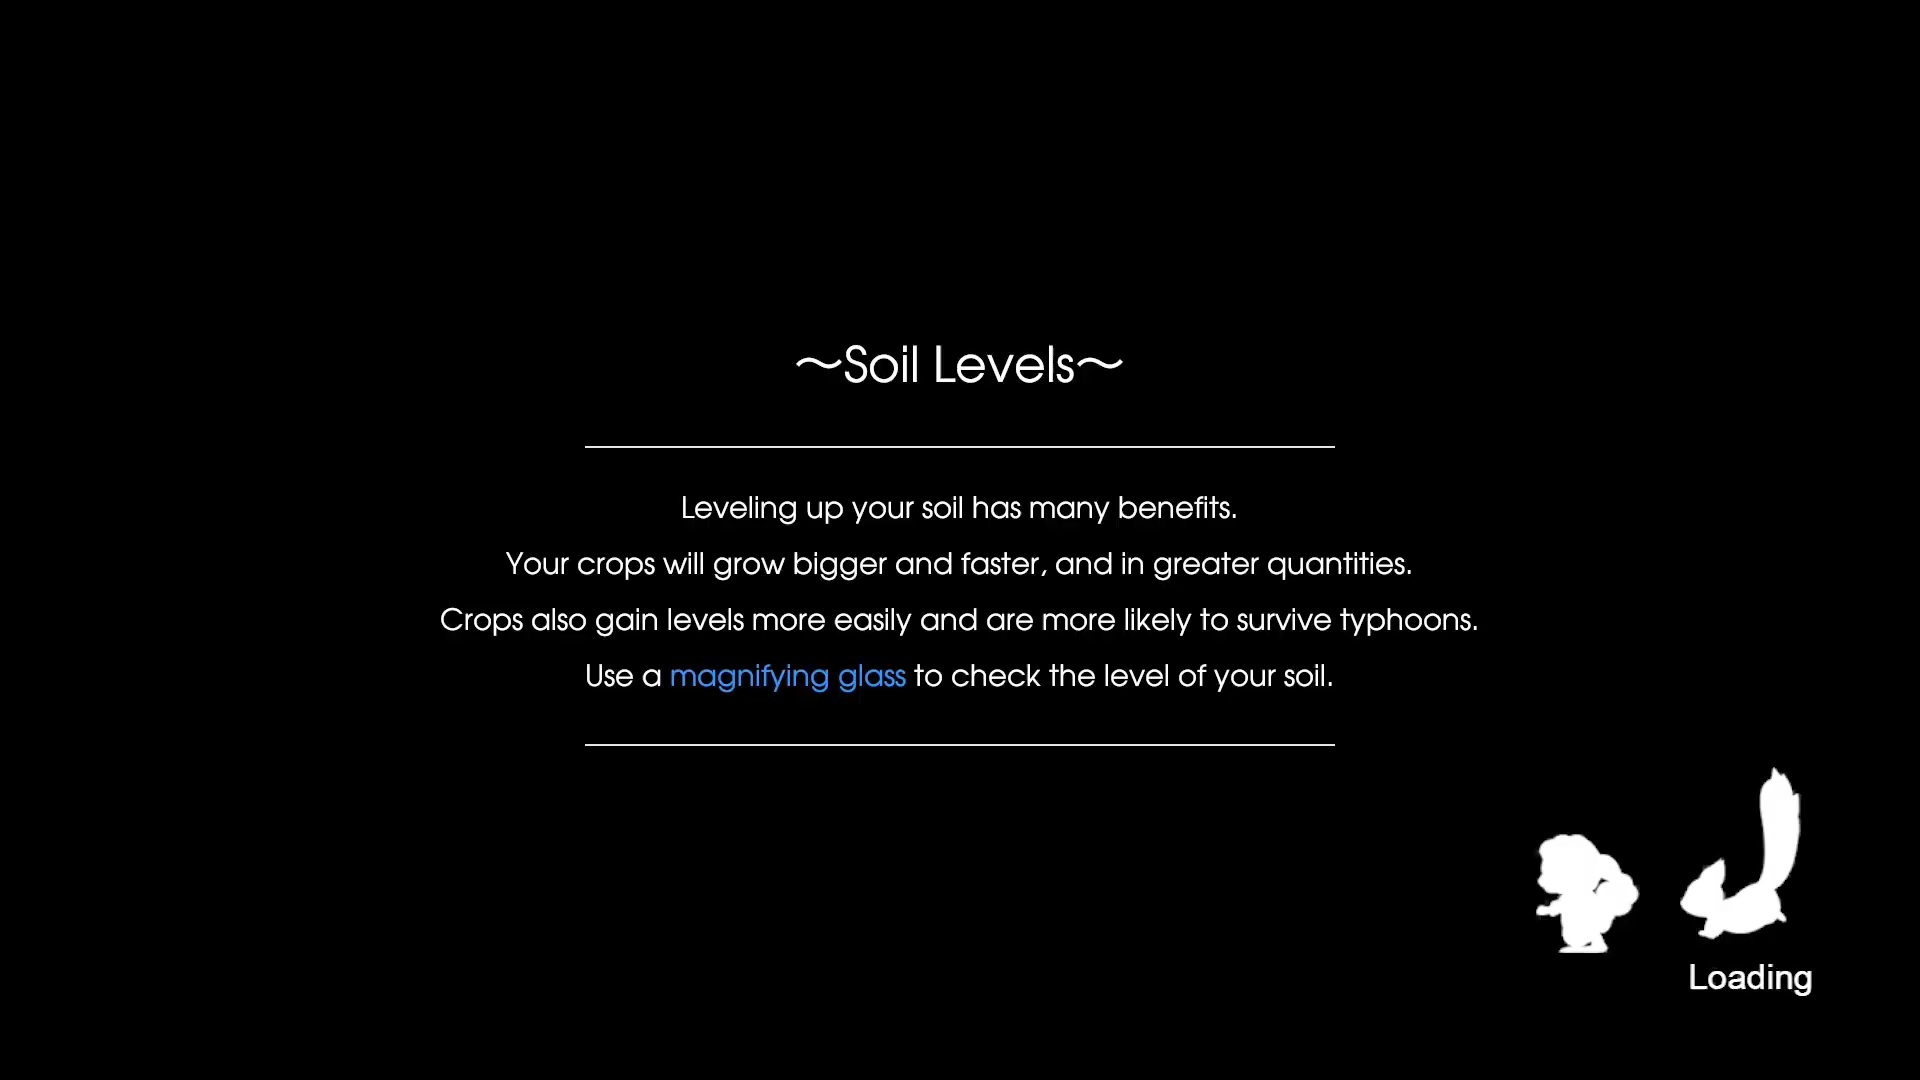 ～Soil Levels～
Leveling up your soil has many benefits.
Your crops will grow bigger and faster, and in greater quantities.
Crops also gain levels more easily and are more likely to survive typhoons.
Use a magnifying glass to check the level of your soil.
Loading